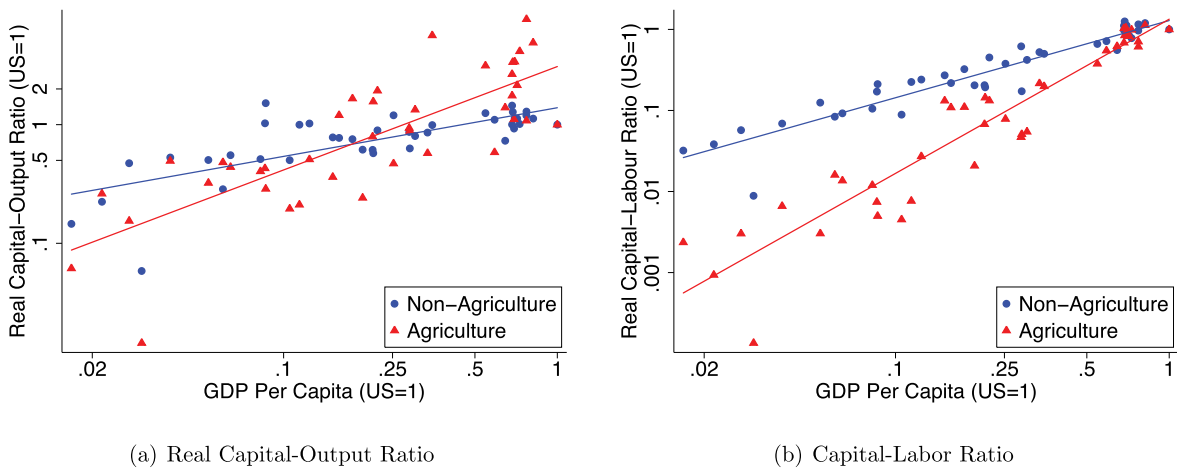 Real Capital−Output Ratio (US=1)
2
1
.5
.1
Non−Agriculture
Agriculture
.02
.1
.25
.5
1
GDP Per Capita (US=1)
(a) Real Capital-Output Ratio
Real Capital−Labour Ratio (US=1)
1
.1
.01
.001
Non−Agriculture
Agriculture
.02
.1
.25
.5
1
GDP Per Capita (US=1)
(b) Capital-Labor Ratio